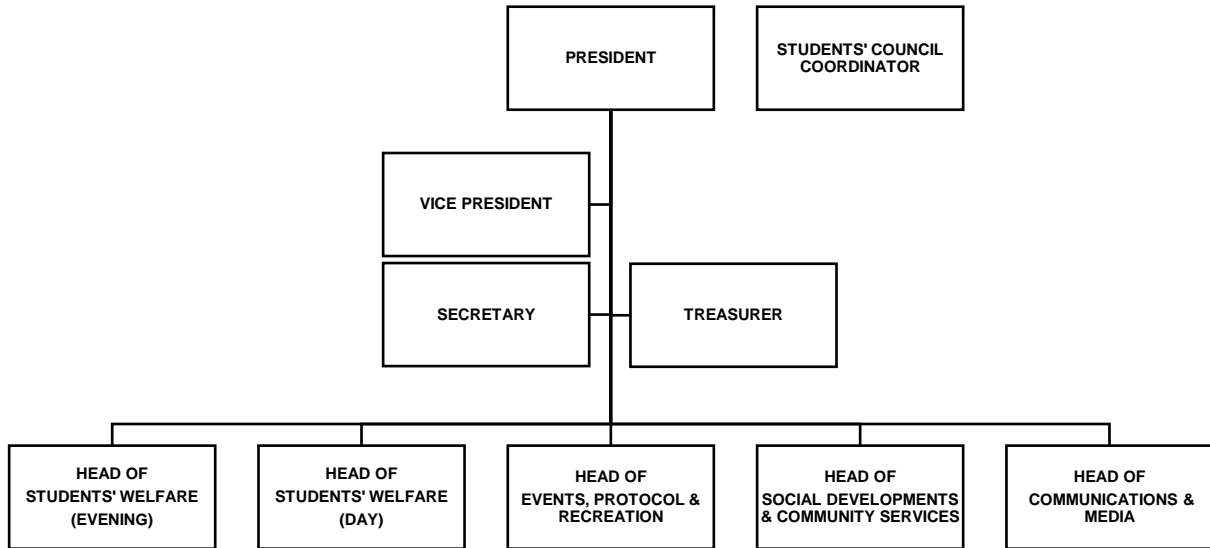 PRESIDENT
STUDENTS' COUNCIL
COORDINATOR
VICE PRESIDENT
SECRETARY
TREASURER
HEAD OF
STUDENTS' WELFARE
(EVENING)
HEAD OF
STUDENTS' WELFARE
(DAY)
HEAD OF
EVENTS, PROTOCOL &
RECREATION
HEAD OF
SOCIAL DEVELOPMENTS
& COMMUNITY SERVICES
HEAD OF
COMMUNICATIONS &
MEDIA